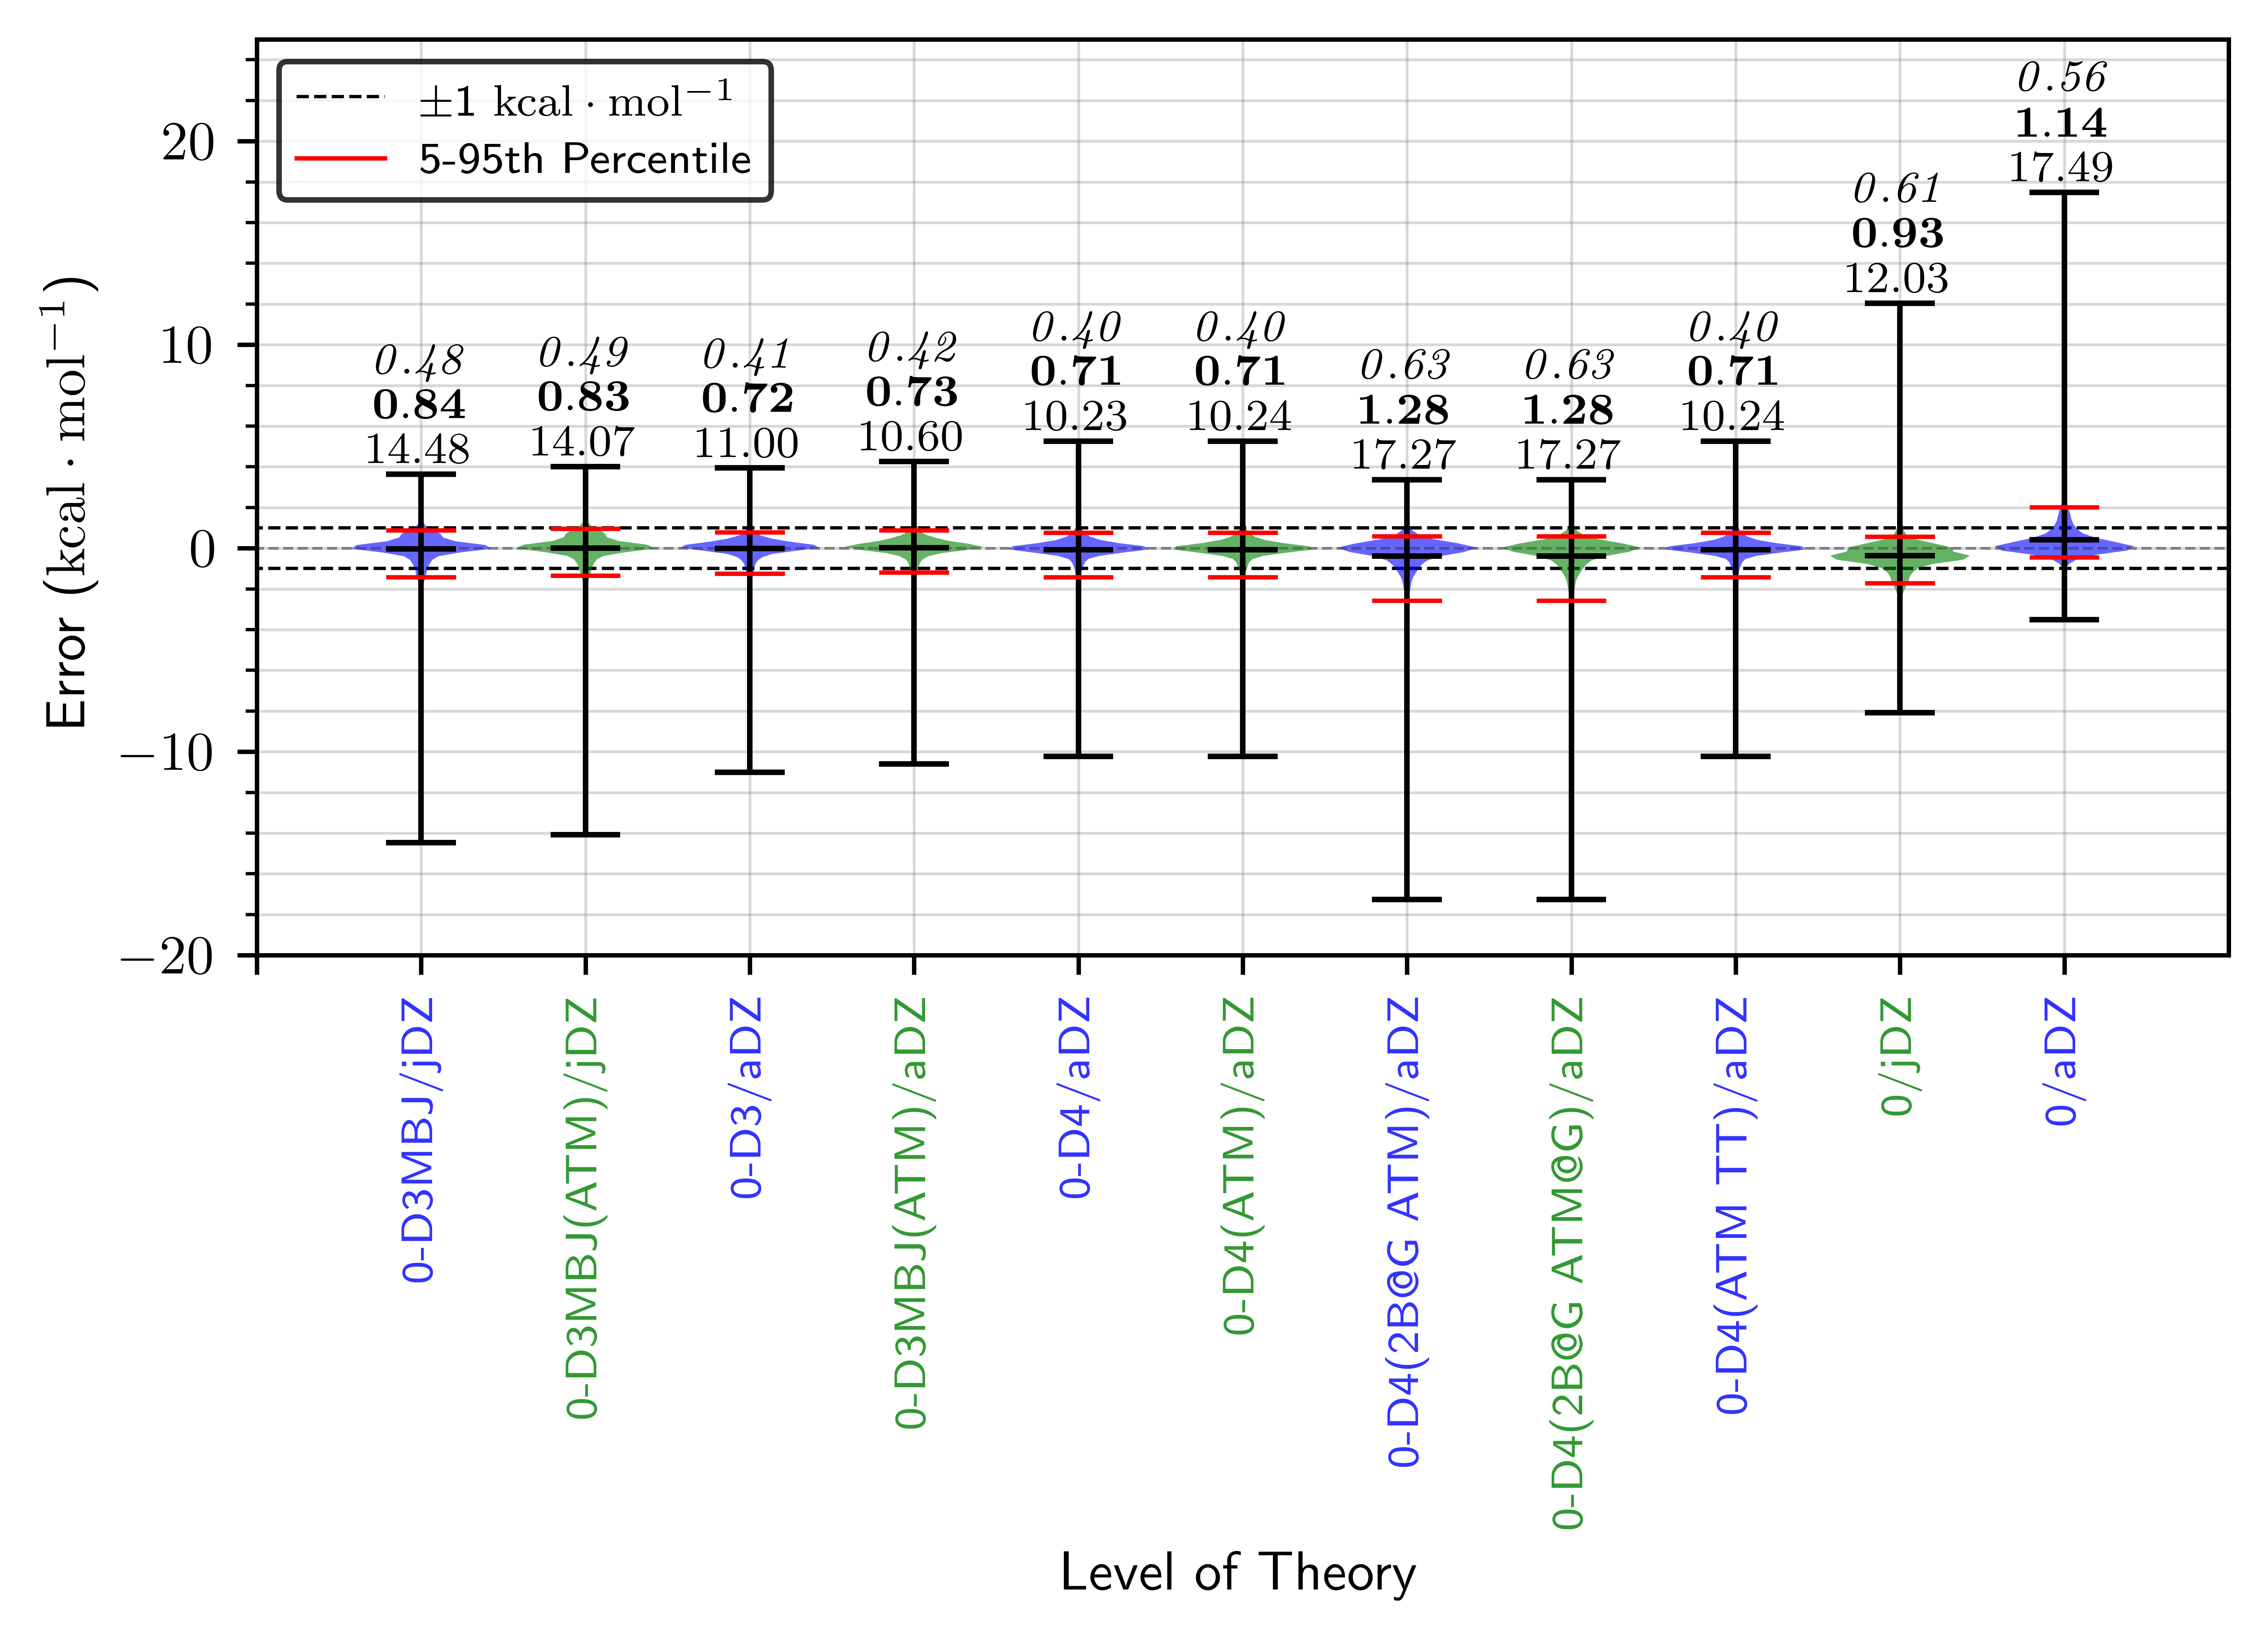 ±1 kcal · mol⁻¹
5-95th Percentile
Error (kcal · mol⁻¹)
20
10
0
−10
−20
0.48
0.84
14.48
0.49
0.83
14.07
0.41
0.72
11.00
0.42
0.73
10.60
0.40
0.71
10.23
0.40
0.71
10.24
0.63
1.28
17.27
0.63
1.28
17.27
0.40
0.71
10.24
0.61
0.93
12.03
0.56
1.14
17.49
0-D3MBJ/jDZ
0-D3MBJ(ATM)/jDZ
0-D3/aDZ
0-D3MBJ(ATM)/aDZ
0-D4/aDZ
0-D4(ATM)/aDZ
0-D4(2B@G ATM)/aDZ
0-D4(2B@G ATM@G)/aDZ
0-D4(ATM TT)/aDZ
0/jDZ
0/aDZ
Level of Theory